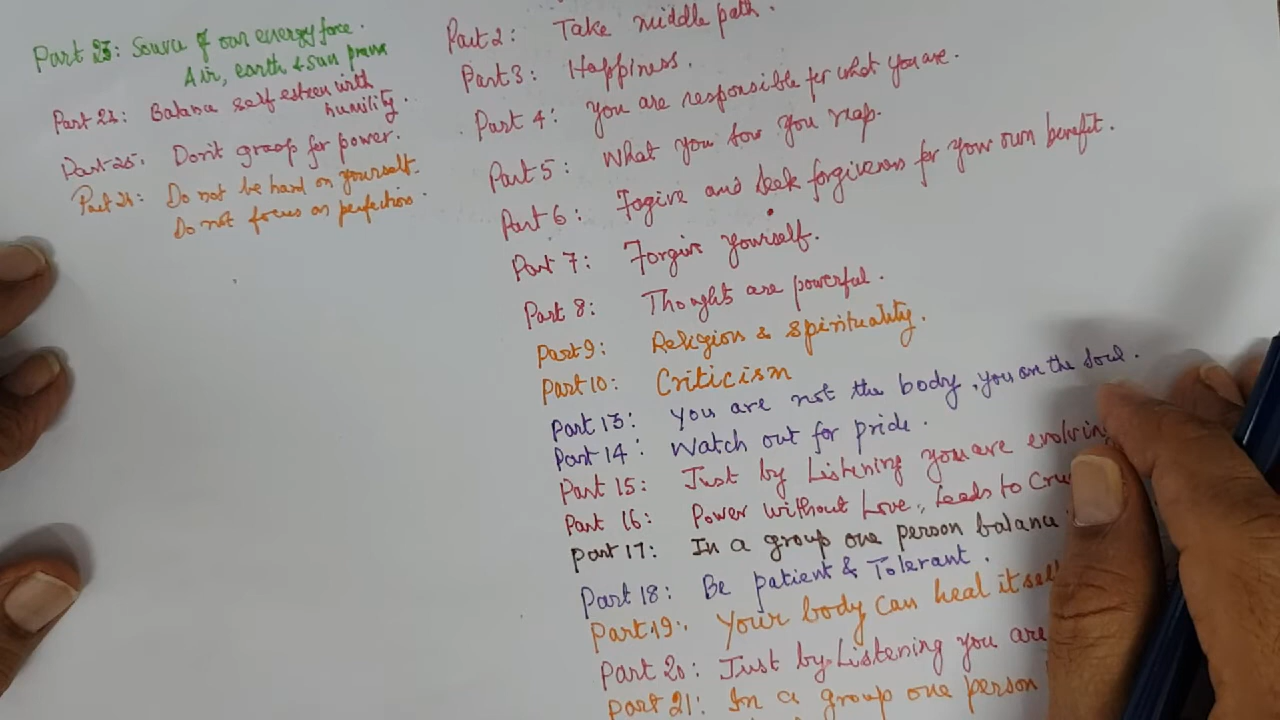 Part 23: Source of our energy force.
Air, earth & sun prana
Part 23: Balance self esteen with
humility.
Part 25: Don't grasp for power.
Part 24: Do not be hard on yourself.
Do not focus on perfection.
Part 2: Take middle path.
Part 3: Happiness.
Part 4: You are responsible for what you are.
Part 5: What you sow you reap.
Part 6: Fogive and seek forgiveness for your own benefit.
Part 7: Forgive yourself.
Part 8: Thoughts are powerful.
Part 9: Religion & spirituality.
Part 10: Criticism
Part 13: You are not the body, you are the soul.
Part 14: Watch out for pride.
Part 15: Just by Listening you are evolving
Part 16: Power without Love, Leads to
Part 17: In a group one person balance
Part 18: Be patient & Tolerant.
Part 19: Your body can heal itself
Part 20: Just by Listening you are
Part 21: In a group one person